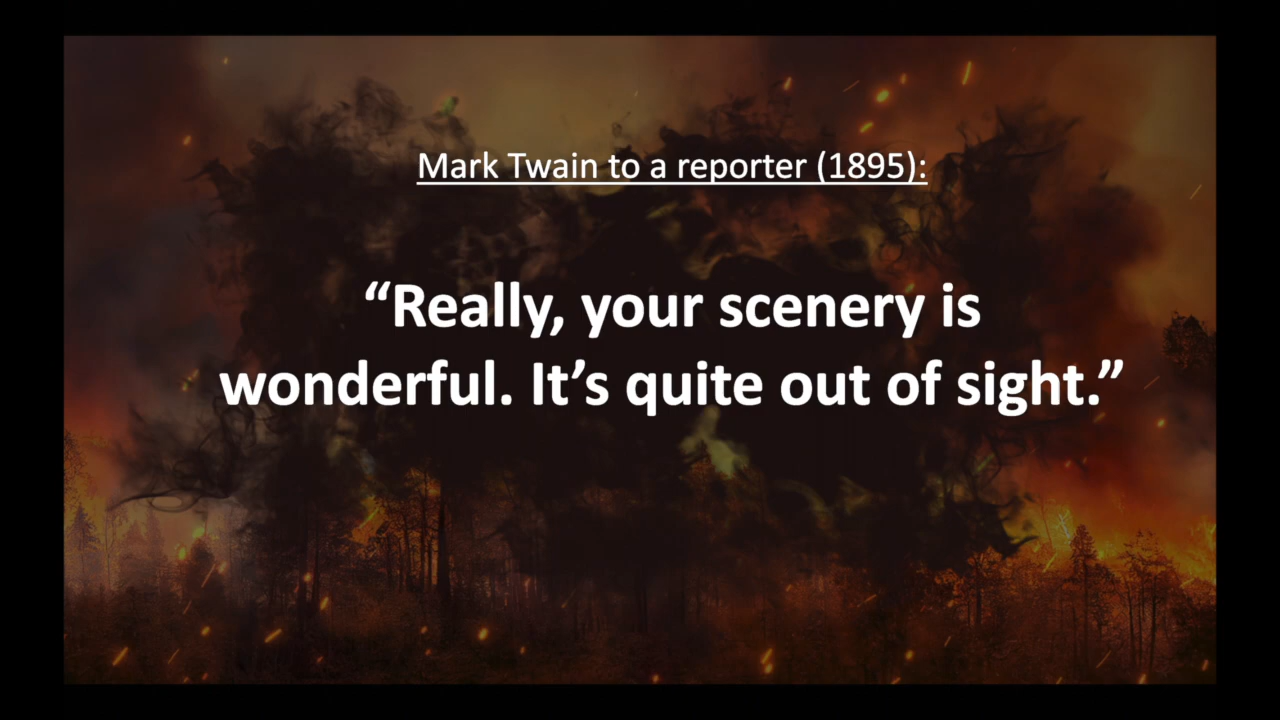 Mark Twain to a reporter (1895):
“Really, your scenery is
wonderful. It’s quite out of sight.”